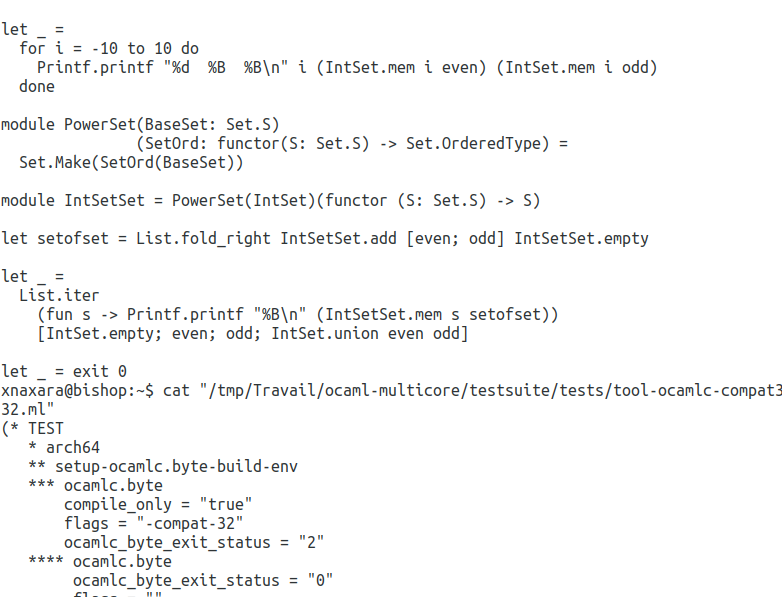 let _ =
  for i = -10 to 10 do
    Printf.printf "%d  %B  %B\n" i (IntSet.mem i even) (IntSet.mem i odd)
  done
module PowerSet(BaseSet: Set.S)
               (SetOrd: functor(S: Set.S) -> Set.OrderedType) =
  Set.Make(SetOrd(BaseSet))
module IntSetSet = PowerSet(IntSet)(functor (S: Set.S) -> S)
let setofset = List.fold_right IntSetSet.add [even; odd] IntSetSet.empty
let _ =
  List.iter
    (fun s -> Printf.printf "%B\n" (IntSetSet.mem s setofset))
    [IntSet.empty; even; odd; IntSet.union even odd]
let _ = exit 0
xnaxara@bishop:~$ cat "/tmp/Travail/ocaml-multicore/testsuite/tests/tool-ocamlc-compat3
32.ml"
(* TEST
   * arch64
   ** setup-ocamlc.byte-build-env
   *** ocamlc.byte
       compile_only = "true"
       flags = "-compat-32"
       ocamlc_byte_exit_status = "2"
   **** ocamlc.byte
        ocamlc_byte_exit_status = "0"
        flags = ""